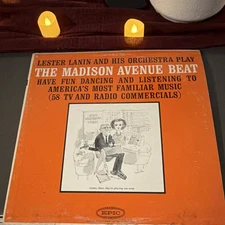 LESTER LANIN AND HIS ORCHESTRA PLAY
THE MADISON AVENUE BEAT
HAVE FUN DANCING AND LISTENING TO
AMERICA'S MOST FAMILIAR MUSIC
(58 TV AND RADIO COMMERCIALS)
EPIC